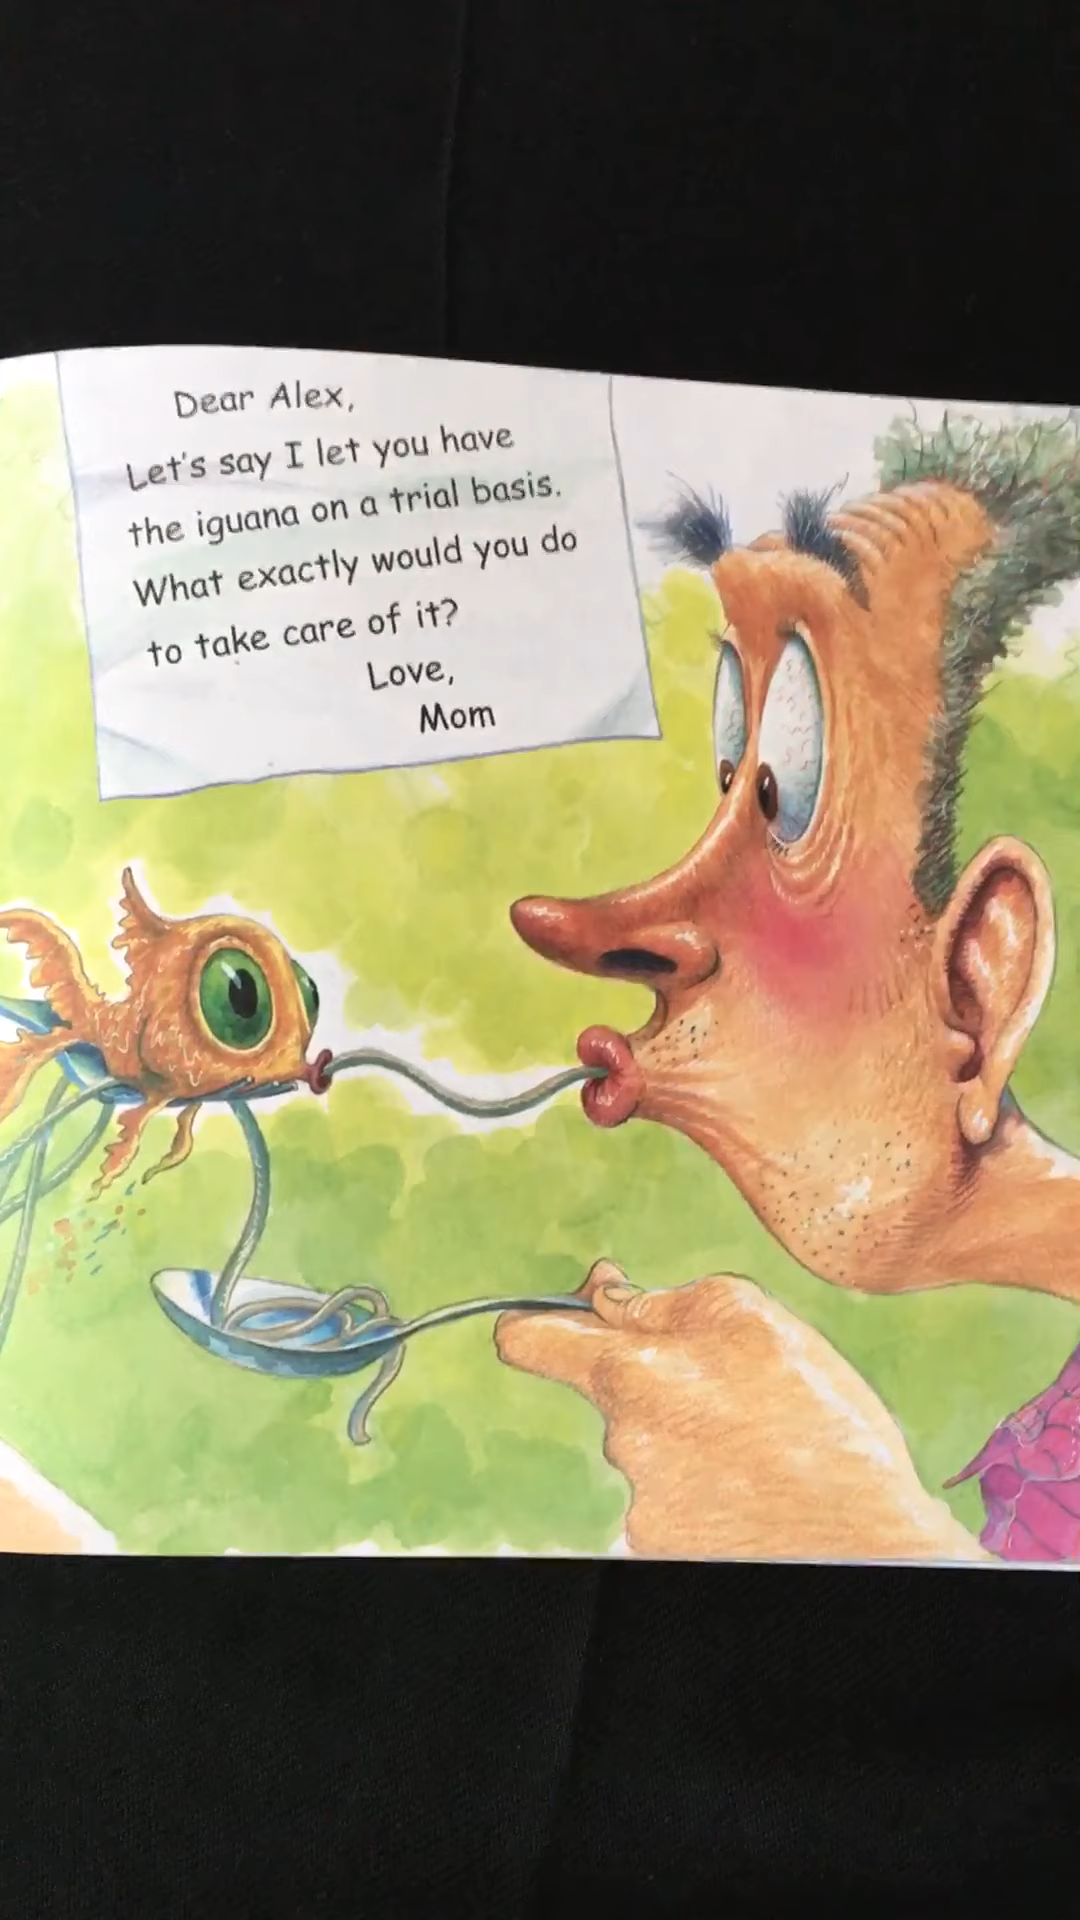 Dear Alex,
Let's say I let you have
the iguana on a trial basis.
What exactly would you do
to take care of it?
Love,
Mom